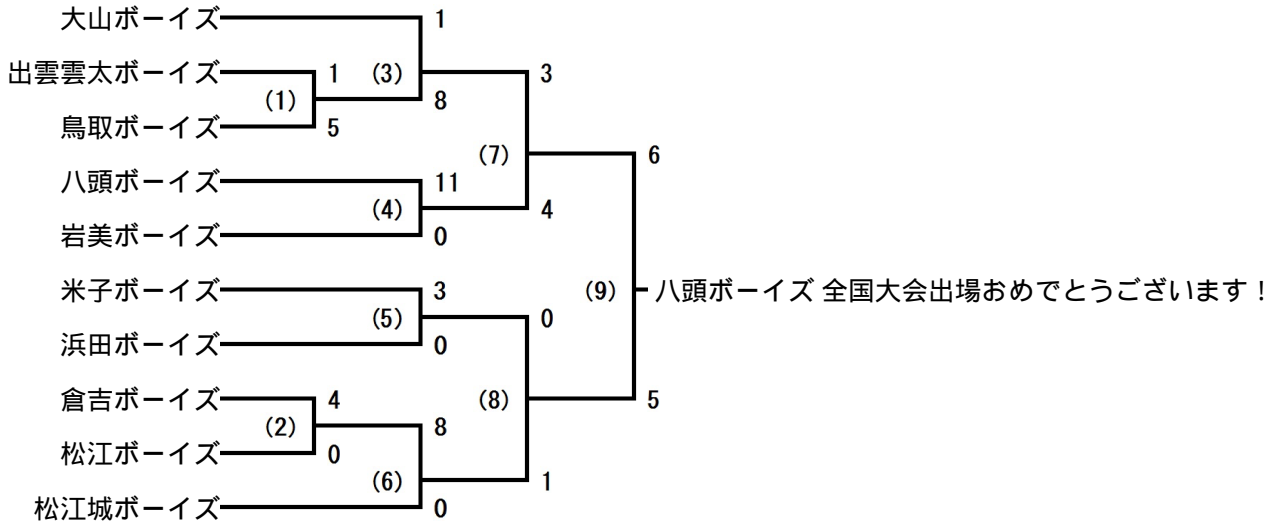 大山ボーイズ 1
出雲雲太ボーイズ 1 (3) 3
(1) 8
鳥取ボーイズ 5
(7) 6
八頭ボーイズ 11
(4) 4
岩美ボーイズ 0
米子ボーイズ 3 (9) 八頭ボーイズ 全国大会出場おめでとうございます!
(5) 0
浜田ボーイズ 0
倉吉ボーイズ 4 (8) 5
(2) 8
松江ボーイズ 0
(6) 1
松江城ボーイズ 0